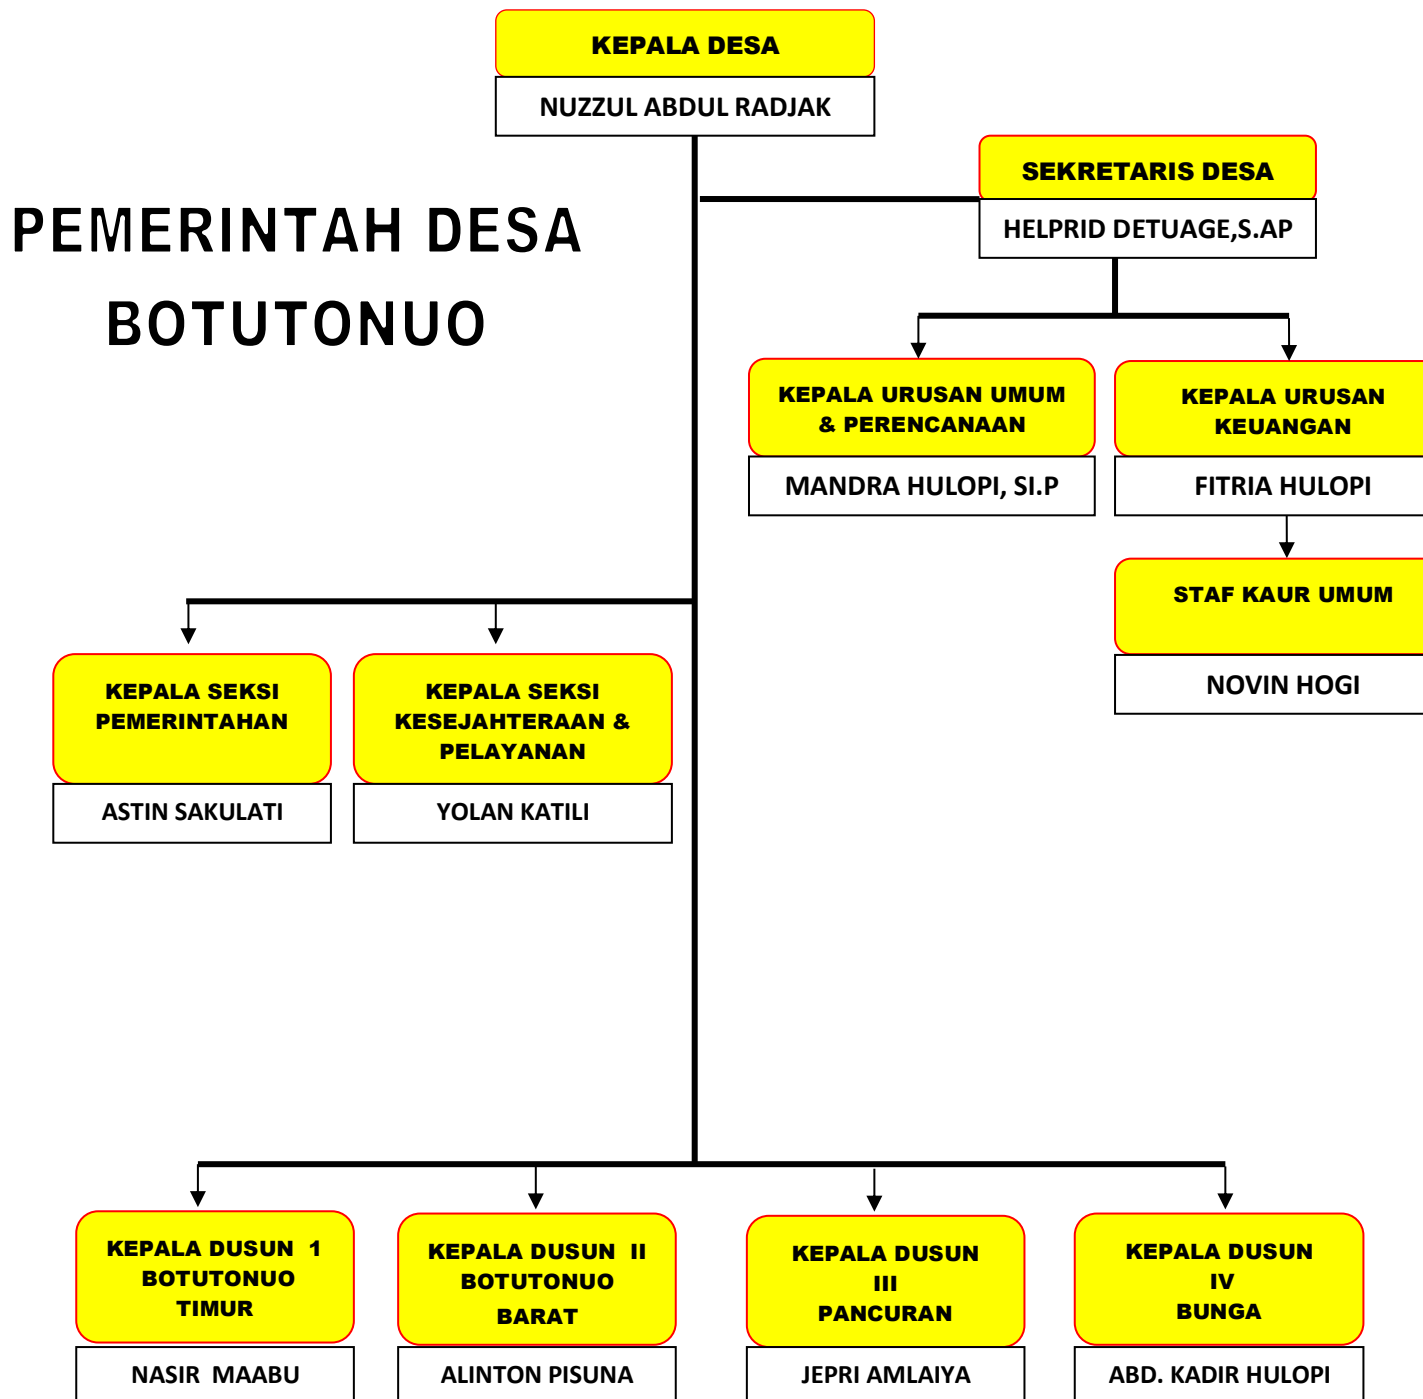 KEPALA DESA
NUZZUL ABDUL RADJAK
SEKRETARIS DESA
HELPRID DETUAGE,S.AP
PEMERINTAH DESA
BOTUTONUO
KEPALA URUSAN UMUM
& PERENCANAAN
MANDRA HULOPI, SI.P
KEPALA URUSAN
KEUANGAN
FITRIA HULOPI
STAF KAUR UMUM
NOVIN HOGI
KEPALA SEKSI
PEMERINTAHAN
ASTIN SAKULATI
KEPALA SEKSI
KESEJAHTERAAN &
PELAYANAN
YOLAN KATILI
KEPALA DUSUN 1
BOTUTONUO
TIMUR
NASIR MAABU
KEPALA DUSUN II
BOTUTONUO
BARAT
ALINTON PISUNA
KEPALA DUSUN
III
PANCURAN
JEPRI AMLAIYA
KEPALA DUSUN
IV
BUNGA
ABD. KADIR HULOPI